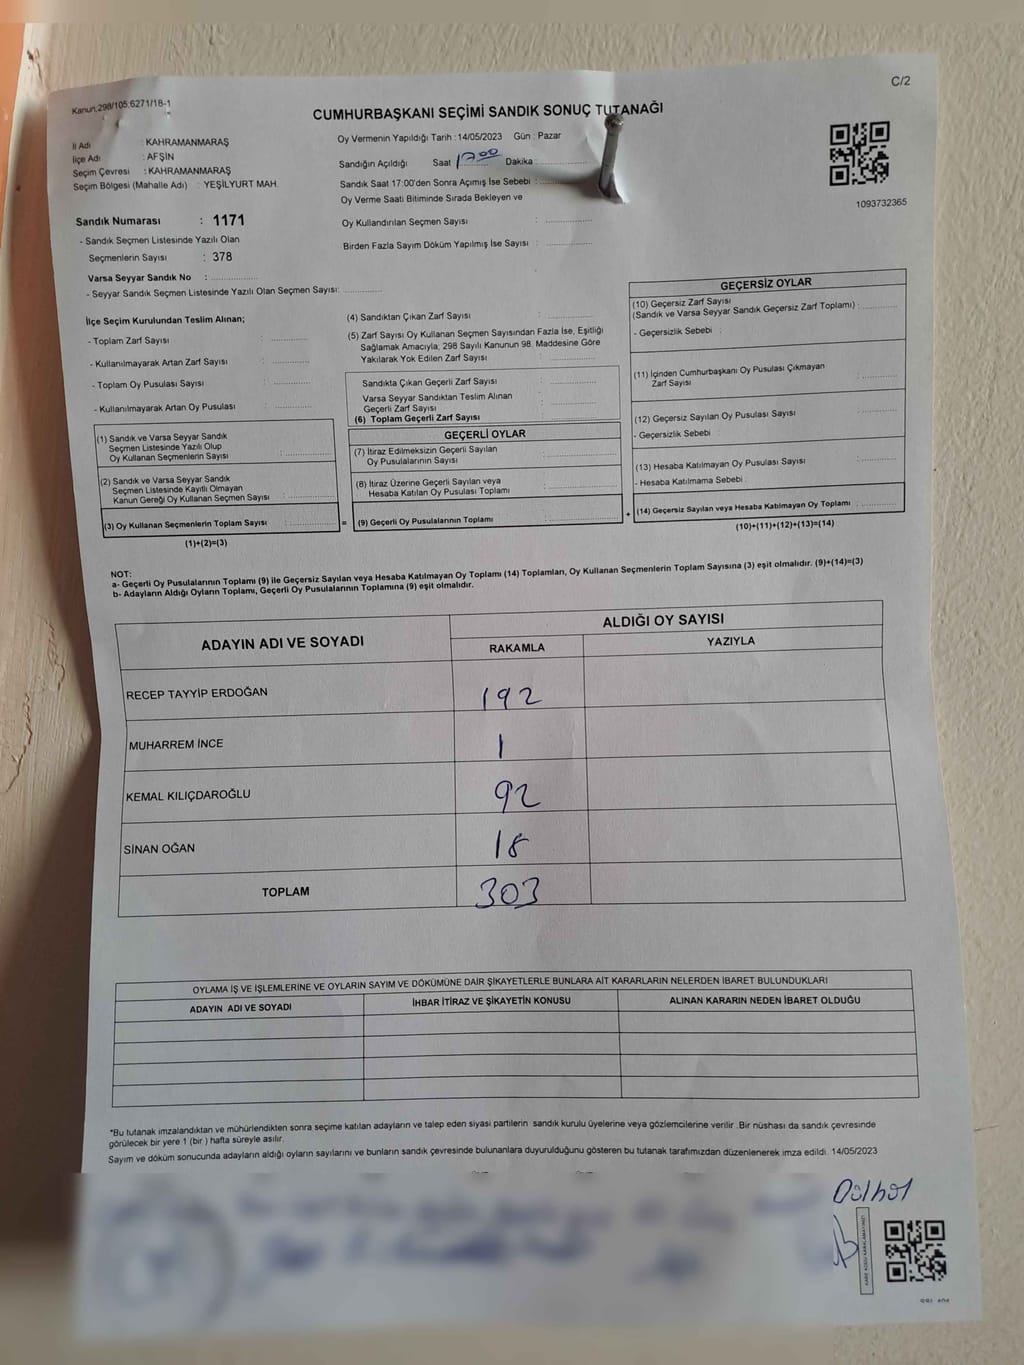 C/2
Kanun.298/105,6271/18-1
CUMHURBAŞKANI SEÇİMİ SANDIK SONUÇ TUTANAĞI
İl Adı : KAHRAMANMARAŞ
İlçe Adı : AFŞİN
Seçim Çevresi : KAHRAMANMARAŞ
Seçim Bölgesi (Mahalle Adı) : YEŞİLYURT MAH.
Oy Vermenin Yapıldığı Tarih :14/05/2023 Gün : Pazar
Sandığın Açıldığı Saat 17:00 Dakika :
Sandık Saat 17:00'den Sonra Açımış İse Sebebi :
Oy Verme Saati Bitiminde Sırada Bekleyen ve
Oy Kullandırılan Seçmen Sayısı :
Birden Fazla Sayım Döküm Yapılmış İse Sayısı :
1093732365
Sandık Numarası : 1171
- Sandık Seçmen Listesinde Yazılı Olan
Seçmenlerin Sayısı : 378
Varsa Seyyar Sandık No :
- Seyyar Sandık Seçmen Listesinde Yazılı Olan Seçmen Sayısı:
İlçe Seçim Kurulundan Teslim Alınan;
- Toplam Zarf Sayısı :
- Kullanılmayarak Artan Zarf Sayısı :
- Toplam Oy Pusulası Sayısı :
- Kullanılmayarak Artan Oy Pusulası :
(1) Sandık ve Varsa Seyyar Sandık
Seçmen Listesinde Yazılı Olup
Oy Kullanan Seçmenlerin Sayısı :
(2) Sandık ve Varsa Seyyar Sandık
Seçmen Listesinde Kayıtlı Olmayan
Kanun Gereği Oy Kullanan Seçmen Sayısı :
(3) Oy Kullanan Seçmenlerin Toplam Sayısı :
(1)+(2)=(3)
=
(4) Sandıktan Çıkan Zarf Sayısı :
(5) Zarf Sayısı Oy Kullanan Seçmen Sayısından Fazla İse, Eşitliği
Sağlamak Amacıyla, 298 Sayılı Kanunun 98. Maddesine Göre
Yakılarak Yok Edilen Zarf Sayısı :
Sandıkta Çıkan Geçerli Zarf Sayısı :
Varsa Seyyar Sandıktan Teslim Alınan
Geçerli Zarf Sayısı :
(6) Toplam Geçerli Zarf Sayısı :
GEÇERLİ OYLAR
(7) İtiraz Edilmeksizin Geçerli Sayılan
Oy Pusulalarının Sayısı :
(8) İtiraz Üzerine Geçerli Sayılan veya
Hesaba Katılan Oy Pusulası Toplamı :
(9) Geçerli Oy Pusulalarının Toplamı :
+
GEÇERSİZ OYLAR
(10) Geçersiz Zarf Sayısı
(Sandık ve Varsa Seyyar Sandık Geçersiz Zarf Toplamı) :
- Geçersizlik Sebebi :
(11) İçinden Cumhurbaşkanı Oy Pusulası Çıkmayan
Zarf Sayısı :
(12) Geçersiz Sayılan Oy Pusulası Sayısı :
- Geçersizlik Sebebi :
(13) Hesaba Katılmayan Oy Pusulası Sayısı :
- Hesaba Katılmama Sebebi :
(14) Geçersiz Sayılan veya Hesaba Katılmayan Oy Toplamı :
(10)+(11)+(12)+(13)=(14)
NOT:
a- Geçerli Oy Pusulalarının Toplamı (9) ile Geçersiz Sayılan veya Hesaba Katılmayan Oy Toplamı (14) Toplamları, Oy Kullanan Seçmenlerin Toplam Sayısına (3) eşit olmalıdır. (9)+(14)=(3)
b- Adayların Aldığı Oyların Toplamı, Geçerli Oy Pusulalarının Toplamına (9) eşit olmalıdır.
ADAYIN ADI VE SOYADI
ALDIĞI OY SAYISI
RAKAMLA YAZIYLA
RECEP TAYYİP ERDOĞAN 192
MUHARREM İNCE 1
KEMAL KILIÇDAROĞLU 92
SİNAN OĞAN 18
TOPLAM 303
OYLAMA İŞ VE İŞLEMLERİNE VE OYLARIN SAYIM VE DÖKÜMÜNE DAİR ŞİKAYETLERLE BUNLARA AİT KARARLARIN NELERDEN İBARET BULUNDUKLARI
ADAYIN ADI VE SOYADI İHBAR İTİRAZ VE ŞİKAYETİN KONUSU ALINAN KARARIN NEDEN İBARET OLDUĞU
*Bu tutanak imzalandıktan ve mühürlendikten sonra seçime katılan adayların ve talep eden siyasi partilerin sandık kurulu üyelerine veya gözlemcilerine verilir .Bir nüshası da sandık çevresinde
görülecek bir yere 1 (bir ) hafta süreyle asılır.
Sayım ve döküm sonucunda adayların aldığı oyların sayılarını ve bunların sandık çevresinde bulunanlara duyurulduğunu gösteren bu tutanak tarafımızdan düzenlenerek imza edildi. 14/05/2023
KARE KODU KARALAMAYINIZ!